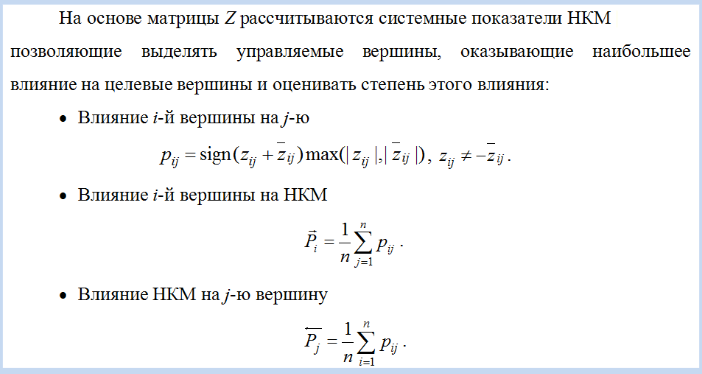 На основе матрицы Z рассчитываются системные показатели НКМ
позволяющие выделять управляемые вершины, оказывающие наибольшее
влияние на целевые вершины и оценивать степень этого влияния:
• Влияние i-й вершины на j-ю
$p_{ij} = \operatorname{sign}(z_{ij} + \bar{z}_{ij}) \max(|z_{ij}|, |\bar{z}_{ij}|), \; z_{ij} \neq -\bar{z}_{ij}.$
• Влияние i-й вершины на НКМ
$\vec{P}_i = \frac{1}{n} \sum_{j=1}^{n} p_{ij}.$
• Влияние НКМ на j-ю вершину
$\overleftarrow{P_j} = \frac{1}{n} \sum_{i=1}^{n} p_{ij}.$